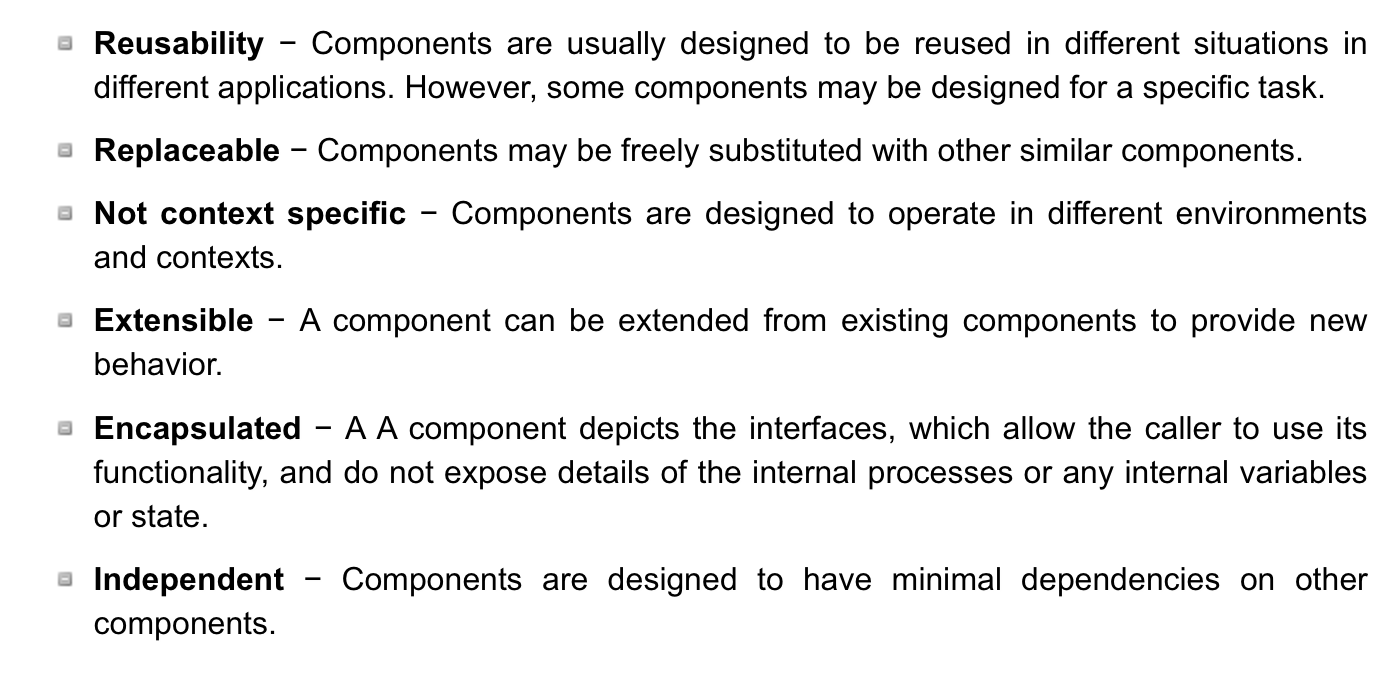 Reusability − Components are usually designed to be reused in different situations in
different applications. However, some components may be designed for a specific task.
Replaceable − Components may be freely substituted with other similar components.
Not context specific − Components are designed to operate in different environments
and contexts.
Extensible − A component can be extended from existing components to provide new
behavior.
Encapsulated − A A component depicts the interfaces, which allow the caller to use its
functionality, and do not expose details of the internal processes or any internal variables
or state.
Independent − Components are designed to have minimal dependencies on other
components.